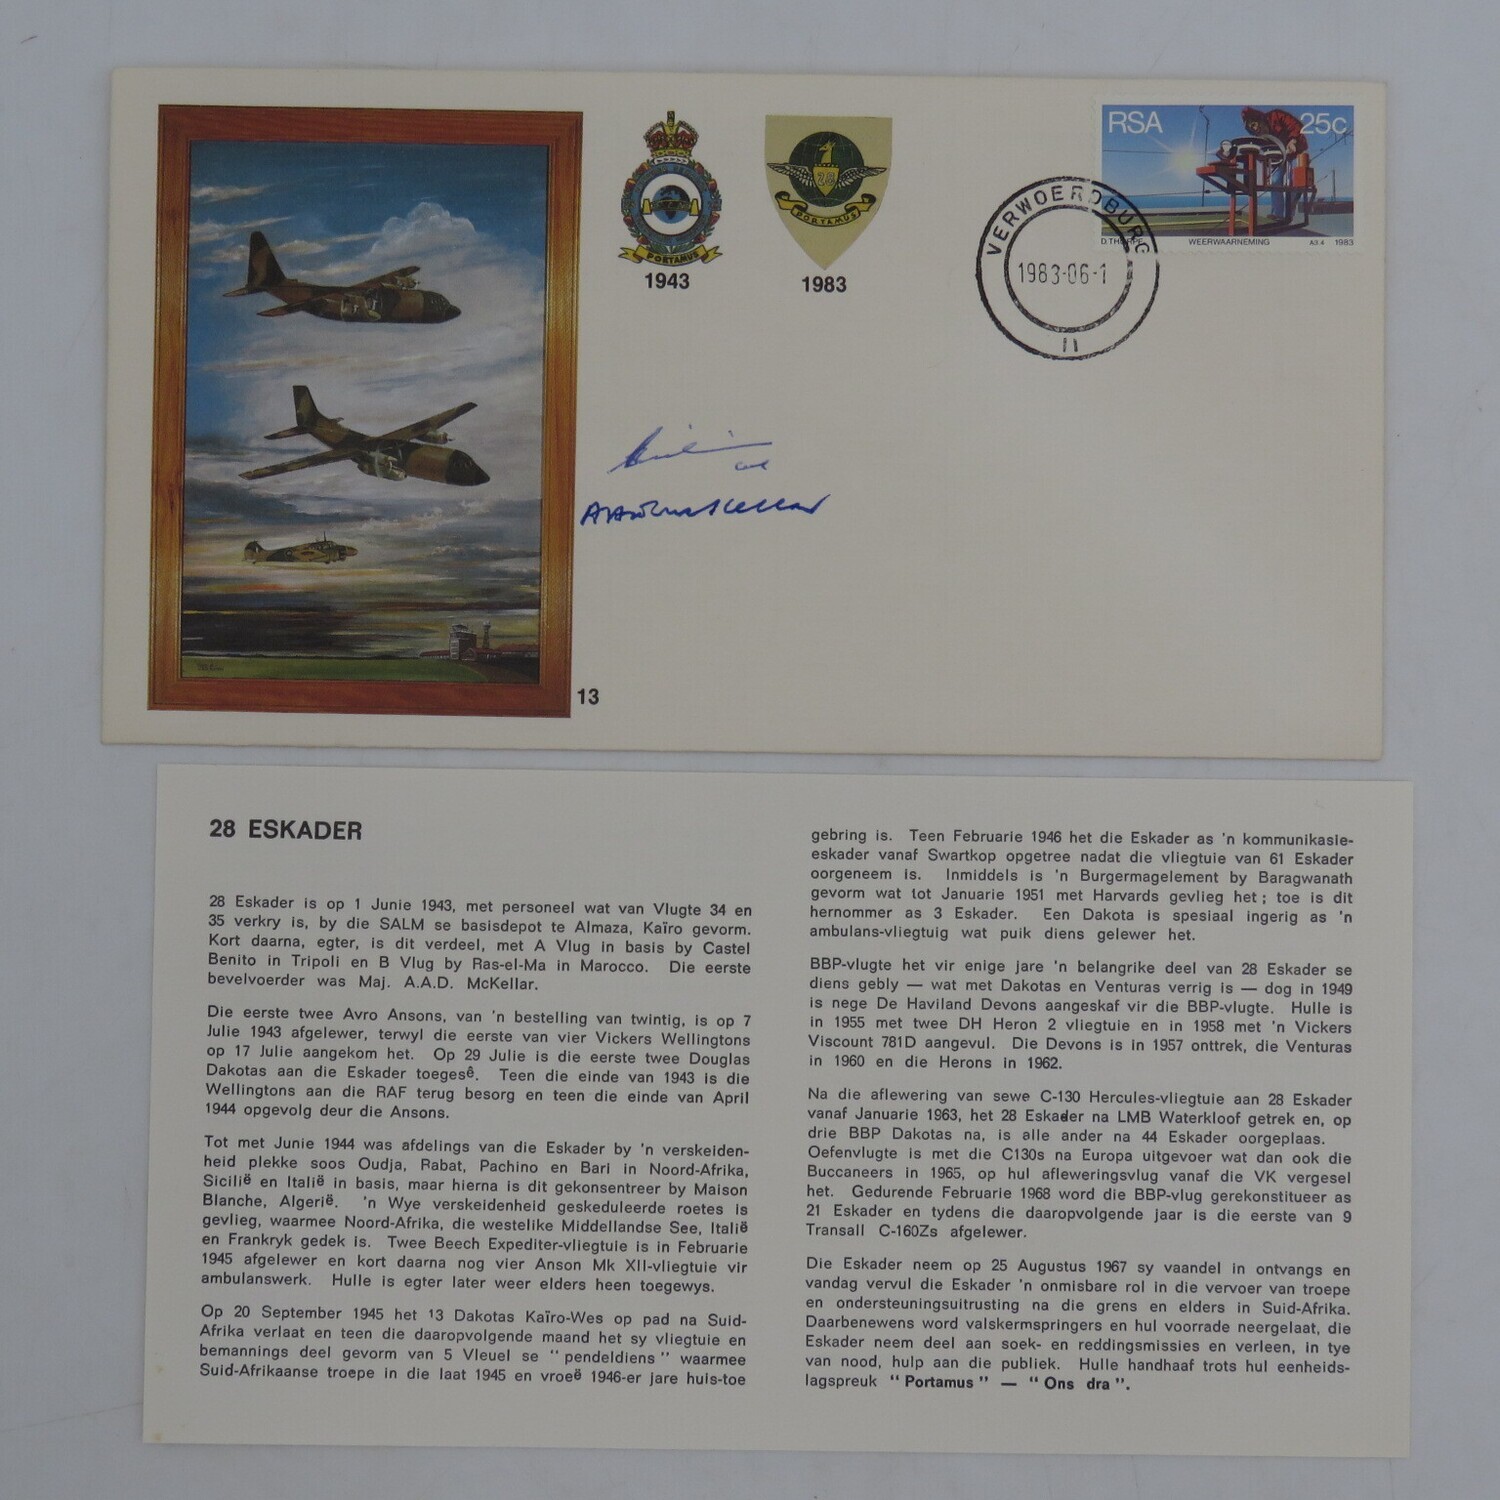 RSA 25c
D. THORPE WEERWAARNEMING A3.4 1983
VERWOERDBURG
1983-06-1
11
PORTAMUS
1943
28
PORTAMUS
1983
13
28 ESKADER
28 Eskader is op 1 Junie 1943, met personeel wat van Vlugte 34 en
35 verkry is, by die SALM se basisdepot te Almaza, Kaïro gevorm.
Kort daarna, egter, is dit verdeel, met A Vlug in basis by Castel
Benito in Tripoli en B Vlug by Ras-el-Ma in Marocco. Die eerste
bevelvoerder was Maj. A.A.D. McKellar.
Die eerste twee Avro Ansons, van 'n bestelling van twintig, is op 7
Julie 1943 afgelewer, terwyl die eerste van vier Vickers Wellingtons
op 17 Julie aangekom het. Op 29 Julie is die eerste twee Douglas
Dakotas aan die Eskader toegesê. Teen die einde van 1943 is die
Wellingtons aan die RAF terug besorg en teen die einde van April
1944 opgevolg deur die Ansons.
Tot met Junie 1944 was afdelings van die Eskader by 'n verskeiden-
heid plekke soos Oudja, Rabat, Pachino en Bari in Noord-Afrika,
Sicilië en Italië in basis, maar hierna is dit gekonsentreer by Maison
Blanche, Algerië. 'n Wye verskeidenheid geskeduleerde roetes is
gevlieg, waarmee Noord-Afrika, die westelike Middellandse See, Italië
en Frankryk gedek is. Twee Beech Expediter-vliegtuie is in Februarie
1945 afgelewer en kort daarna nog vier Anson Mk XII-vliegtuie vir
ambulanswerk. Hulle is egter later weer elders heen toegewys.
Op 20 September 1945 het 13 Dakotas Kaïro-Wes op pad na Suid-
Afrika verlaat en teen die daaropvolgende maand het sy vliegtuie en
bemannings deel gevorm van 5 Vleuel se "pendeldiens" waarmee
Suid-Afrikaanse troepe in die laat 1945 en vroeë 1946-er jare huis-toe
gebring is. Teen Februarie 1946 het die Eskader as 'n kommunikasie-
eskader vanaf Swartkop opgetree nadat die vliegtuie van 61 Eskader
oorgeneem is. Inmiddels is 'n Burgermagelement by Baragwanath
gevorm wat tot Januarie 1951 met Harvards gevlieg het; toe is dit
hernommer as 3 Eskader. Een Dakota is spesiaal ingerig as 'n
ambulans-vliegtuig wat puik diens gelewer het.
BBP-vlugte het vir enige jare 'n belangrike deel van 28 Eskader se
diens gebly — wat met Dakotas en Venturas verrig is — dog in 1949
is nege De Haviland Devons aangeskaf vir die BBP-vlugte. Hulle is
in 1955 met twee DH Heron 2 vliegtuie en in 1958 met 'n Vickers
Viscount 781D aangevul. Die Devons is in 1957 onttrek, die Venturas
in 1960 en die Herons in 1962.
Na die aflewering van sewe C-130 Hercules-vliegtuie aan 28 Eskader
vanaf Januarie 1963, het 28 Eskader na LMB Waterkloof getrek en, op
drie BBP Dakotas na, is alle ander na 44 Eskader oorgeplaas.
Oefenvlugte is met die C130s na Europa uitgevoer wat dan ook die
Buccaneers in 1965, op hul afleweringsvlug vanaf die VK vergesel
het. Gedurende Februarie 1968 word die BBP-vlug gerekonstitueer as
21 Eskader en tydens die daaropvolgende jaar is die eerste van 9
Transall C-160Zs afgelewer.
Die Eskader neem op 25 Augustus 1967 sy vaandel in ontvangs en
vandag vervul die Eskader 'n onmisbare rol in die vervoer van troepe
en ondersteuningsuitrusting na die grens en elders in Suid-Afrika.
Daarbenewens word valskermspringers en hul voorrade neergelaat, die
Eskader neem deel aan soek- en reddingsmissies en verleen, in tye
van nood, hulp aan die publiek. Hulle handhaaf trots hul eenheids-
lagspreuk "Portamus" — "Ons dra".